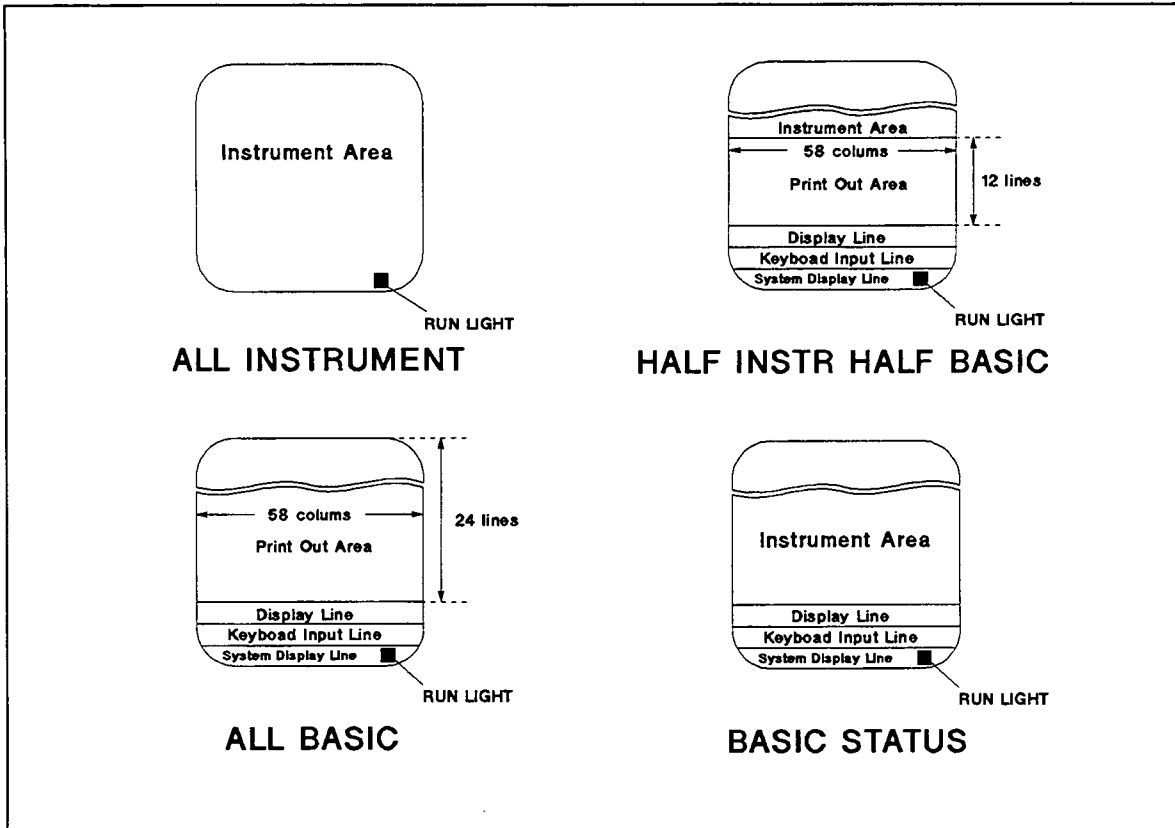 Instrument Area
RUN LIGHT
ALL INSTRUMENT
Instrument Area
58 colums
Print Out Area
12 lines
Display Line
Keyboad Input Line
System Display Line
RUN LIGHT
HALF INSTR HALF BASIC
58 colums
24 lines
Print Out Area
Display Line
Keyboad Input Line
System Display Line
RUN LIGHT
ALL BASIC
Instrument Area
Display Line
Keyboad Input Line
System Display Line
RUN LIGHT
BASIC STATUS